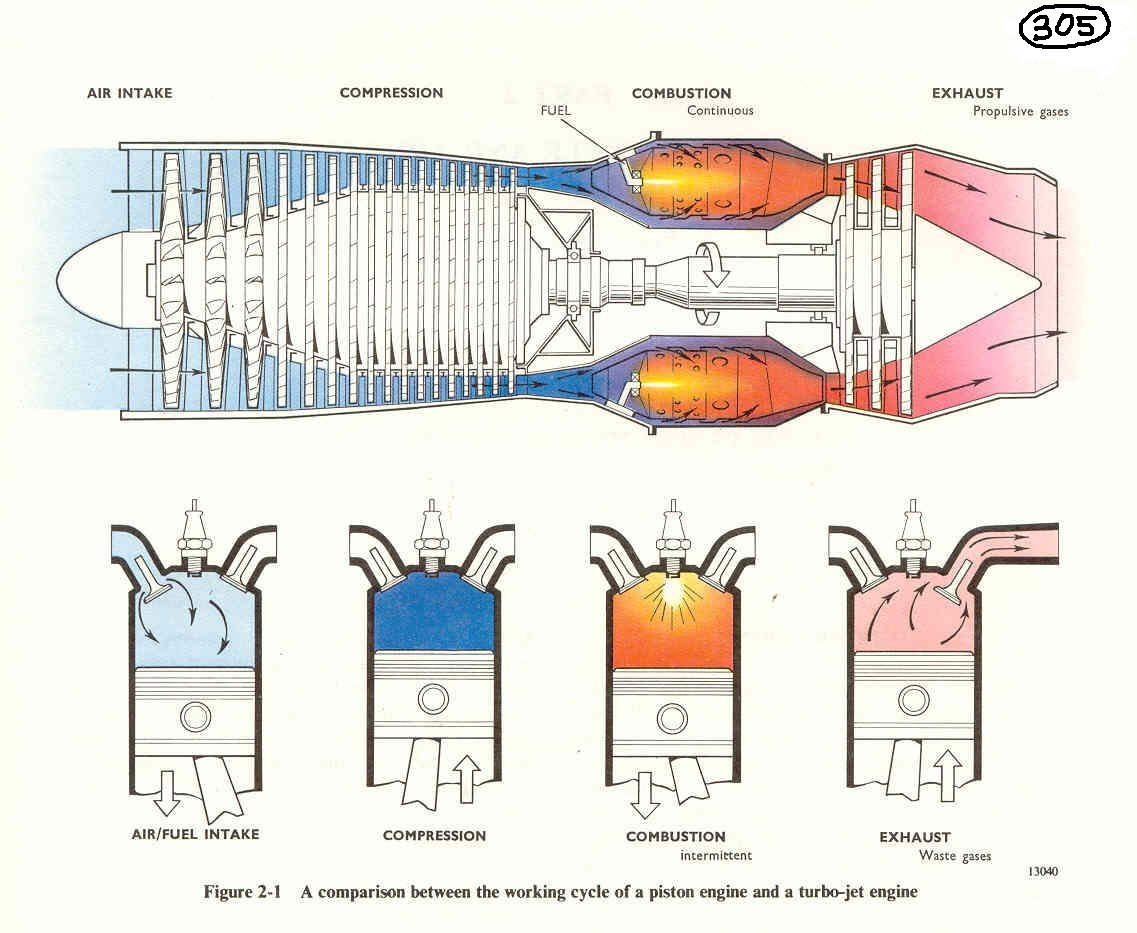 305
AIR INTAKE
COMPRESSION
COMBUSTION
EXHAUST
FUEL
Continuous
Propulsive gases
AIR/FUEL INTAKE
COMPRESSION
COMBUSTION
intermittent
EXHAUST
Waste gases
13040
Figure 2-1 A comparison between the working cycle of a piston engine and a turbo-jet engine